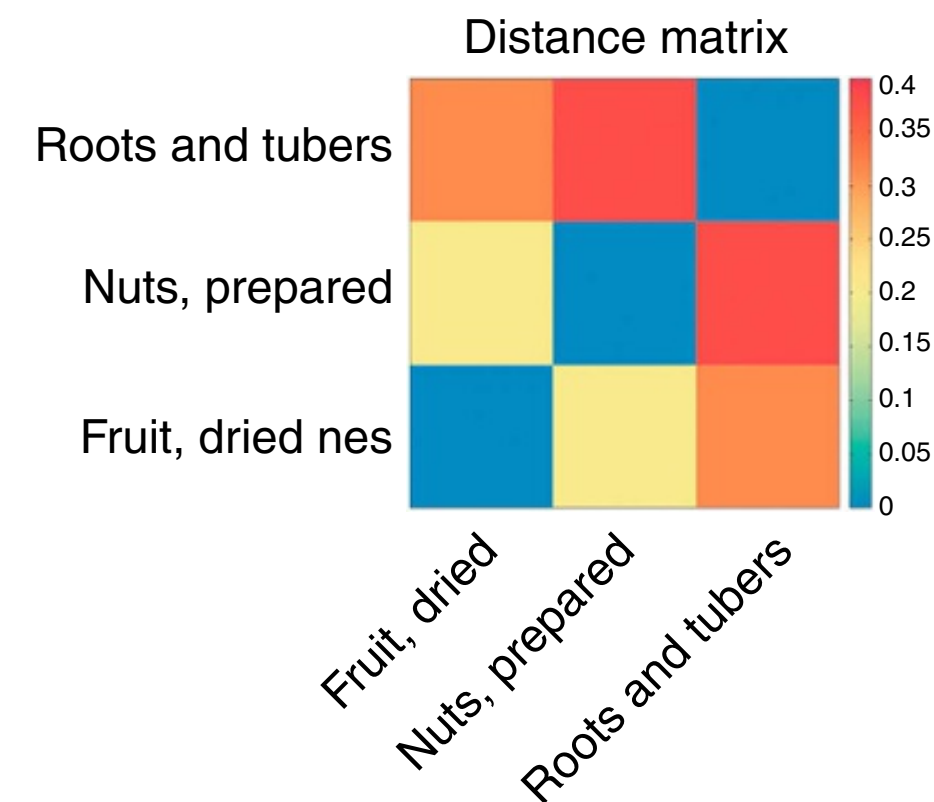 Distance matrix
Roots and tubers
Nuts, prepared
Fruit, dried nes
0.4
0.35
0.3
0.25
0.2
0.15
0.1
0.05
0
Fruit, dried
Nuts, prepared
Roots and tubers